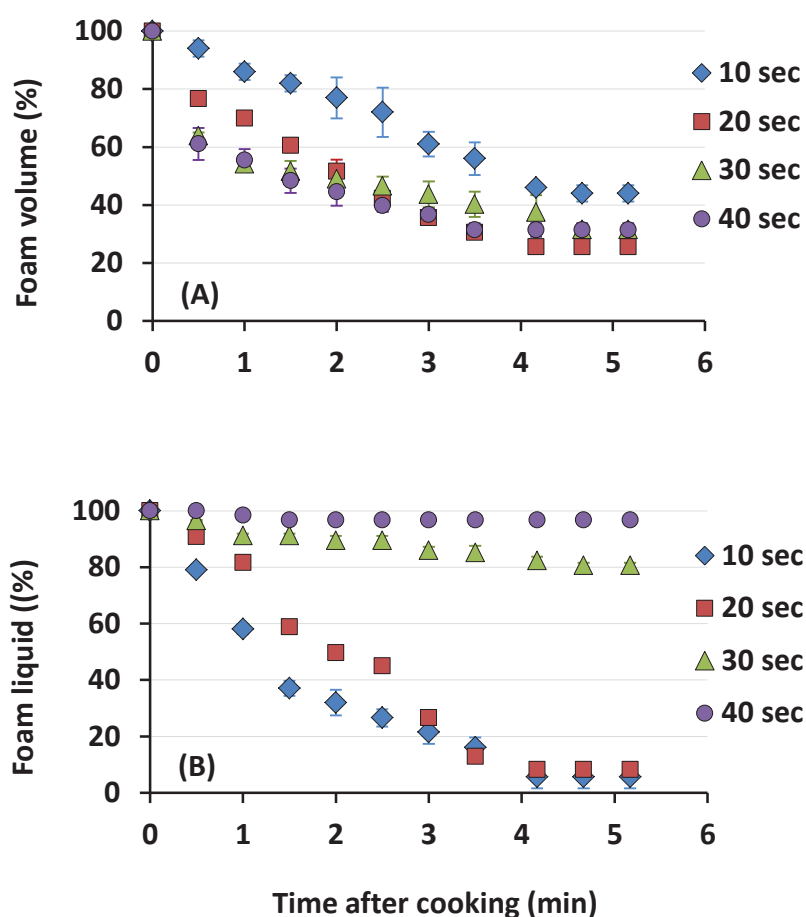 Foam volume (%)
100
80
60
40
20
0
(A)
0 1 2 3 4 5 6
10 sec
20 sec
30 sec
40 sec
Foam liquid ((%)
100
80
60
40
20
0
(B)
0 1 2 3 4 5 6
10 sec
20 sec
30 sec
40 sec
Time after cooking (min)